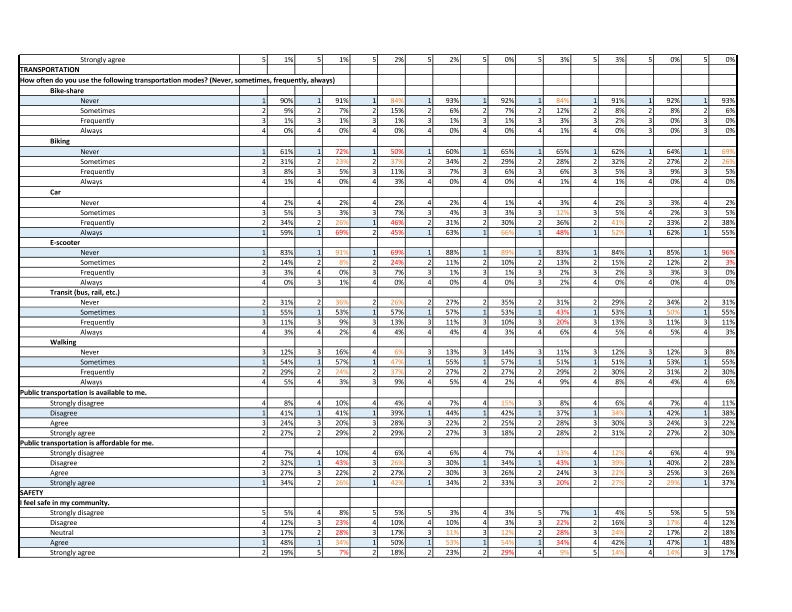 Strongly agree 5 1% 5 1% 5 2% 5 2% 5 0% 5 3% 5 3% 5 0% 5 0%
TRANSPORTATION
How often do you use the following transportation modes? (Never, sometimes, frequently, always)
Bike-share
Never 1 90% 1 91% 1 84% 1 93% 1 92% 1 84% 1 91% 1 92% 1 93%
Sometimes 2 9% 2 7% 2 15% 2 6% 2 7% 2 12% 2 8% 2 8% 2 6%
Frequently 3 1% 3 1% 3 1% 3 1% 3 1% 3 3% 3 2% 3 0% 3 0%
Always 4 0% 4 1% 4 0% 4 0% 4 0% 4 1% 4 0% 3 0% 3 0%
Biking
Never 1 61% 1 72% 1 50% 1 60% 1 65% 1 65% 1 62% 1 64% 1 69%
Sometimes 2 31% 2 23% 2 37% 2 34% 2 29% 2 28% 2 32% 2 27% 2 26%
Frequently 3 8% 3 5% 3 11% 3 7% 3 6% 3 6% 3 5% 3 9% 3 5%
Always 4 1% 4 0% 4 3% 4 0% 4 0% 4 1% 4 1% 4 0% 4 0%
Car
Never 4 2% 4 2% 4 2% 4 2% 4 1% 4 3% 4 2% 3 3% 4 2%
Sometimes 3 5% 3 3% 3 7% 3 4% 3 3% 3 12% 3 5% 4 2% 3 5%
Frequently 2 34% 2 26% 1 46% 2 31% 2 30% 2 36% 2 41% 2 33% 2 38%
Always 1 59% 1 69% 2 45% 1 63% 1 66% 1 48% 1 52% 1 62% 1 55%
E-scooter
Never 1 83% 1 91% 1 69% 1 88% 1 89% 1 83% 1 84% 1 85% 1 96%
Sometimes 2 14% 2 8% 2 24% 2 11% 2 10% 2 13% 2 15% 2 12% 2 3%
Frequently 3 3% 4 0% 3 7% 3 1% 3 1% 3 2% 3 2% 3 3% 3 0%
Always 4 0% 3 1% 4 0% 4 0% 4 0% 4 2% 4 0% 4 0% 4 0%
Transit (bus, rail, etc.)
Never 2 31% 2 36% 2 26% 2 27% 2 35% 2 31% 2 29% 2 34% 2 31%
Sometimes 1 55% 1 53% 1 57% 1 57% 1 53% 1 43% 1 53% 1 50% 1 53%
Frequently 3 11% 3 9% 3 13% 3 11% 3 10% 3 20% 3 13% 3 11% 3 11%
Always 4 3% 4 2% 4 4% 4 4% 4 2% 4 6% 4 5% 4 5% 4 3%
Walking
Never 3 12% 3 16% 4 6% 3 13% 3 14% 3 11% 3 12% 3 12% 3 8%
Sometimes 1 54% 1 57% 1 47% 1 55% 1 57% 1 51% 1 51% 1 53% 1 55%
Frequently 2 29% 2 24% 2 37% 2 27% 2 27% 2 29% 2 30% 2 31% 2 30%
Always 4 5% 4 3% 3 9% 4 5% 4 2% 4 9% 4 8% 4 4% 4 6%
Public transportation is available to me.
Strongly disagree 4 8% 4 10% 4 4% 4 7% 4 15% 3 8% 4 6% 4 7% 4 11%
Disagree 1 41% 1 41% 1 39% 1 44% 1 42% 1 37% 1 34% 1 42% 1 38%
Agree 3 24% 3 20% 3 28% 3 22% 2 25% 2 28% 3 30% 3 24% 3 22%
Strongly agree 2 27% 2 29% 2 29% 2 27% 3 18% 2 28% 2 31% 2 27% 2 30%
Public transportation is affordable for me.
Strongly disagree 4 7% 4 10% 4 6% 4 6% 4 7% 4 13% 4 12% 4 6% 4 9%
Disagree 2 32% 1 43% 3 26% 3 30% 1 34% 1 43% 1 39% 1 40% 2 28%
Agree 3 27% 3 22% 2 27% 2 30% 3 26% 2 24% 3 22% 3 25% 3 26%
Strongly agree 1 34% 2 26% 1 42% 1 34% 2 33% 3 20% 2 27% 2 29% 1 37%
SAFETY
I feel safe in my community.
Strongly disagree 5 5% 4 8% 5 5% 5 3% 4 3% 5 7% 1 4% 5 5% 5 5%
Disagree 4 12% 3 23% 4 10% 4 10% 4 3% 3 22% 2 16% 3 17% 4 12%
Neutral 3 17% 2 28% 3 17% 3 11% 3 12% 2 28% 3 24% 2 17% 2 18%
Agree 1 48% 1 34% 1 50% 1 53% 1 54% 1 34% 4 42% 1 47% 1 48%
Strongly agree 2 19% 5 7% 2 18% 2 23% 2 29% 4 9% 5 14% 4 14% 3 17%